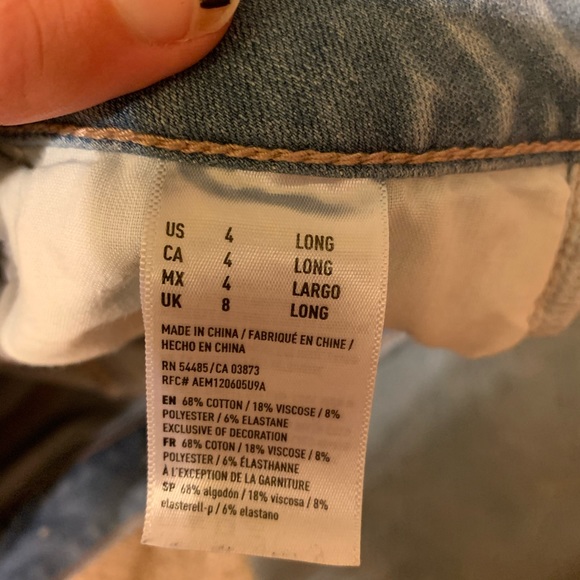 US 4 LONG
CA 4 LONG
MX 4 LARGO
UK 8 LONG
MADE IN CHINA / FABRIQUÉ EN CHINE /
HECHO EN CHINA
RN 54485 / CA 03873
RFC# AEM120605U9A
EN 68% COTTON / 18% VISCOSE / 8%
POLYESTER / 6% ELASTANE
EXCLUSIVE OF DECORATION
FR 68% COTON / 18% VISCOSE / 8%
POLYESTER / 6% ÉLASTHANNE
À L'EXCEPTION DE LA GARNITURE
SP 68% algodón / 18% viscosa / 8%
elasterell-p / 6% elastano